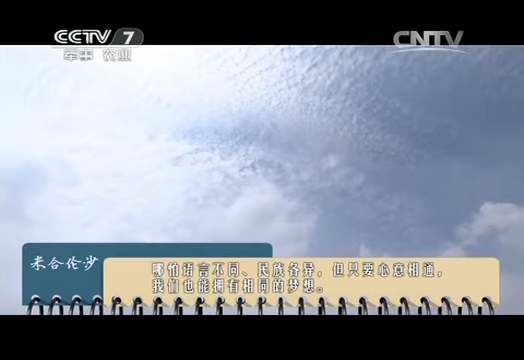 CCTV 7
军事 农业
CNTV
米合伦沙
哪怕语言不同、民族各异，但只要心意相通，
我们也能拥有相同的梦想。